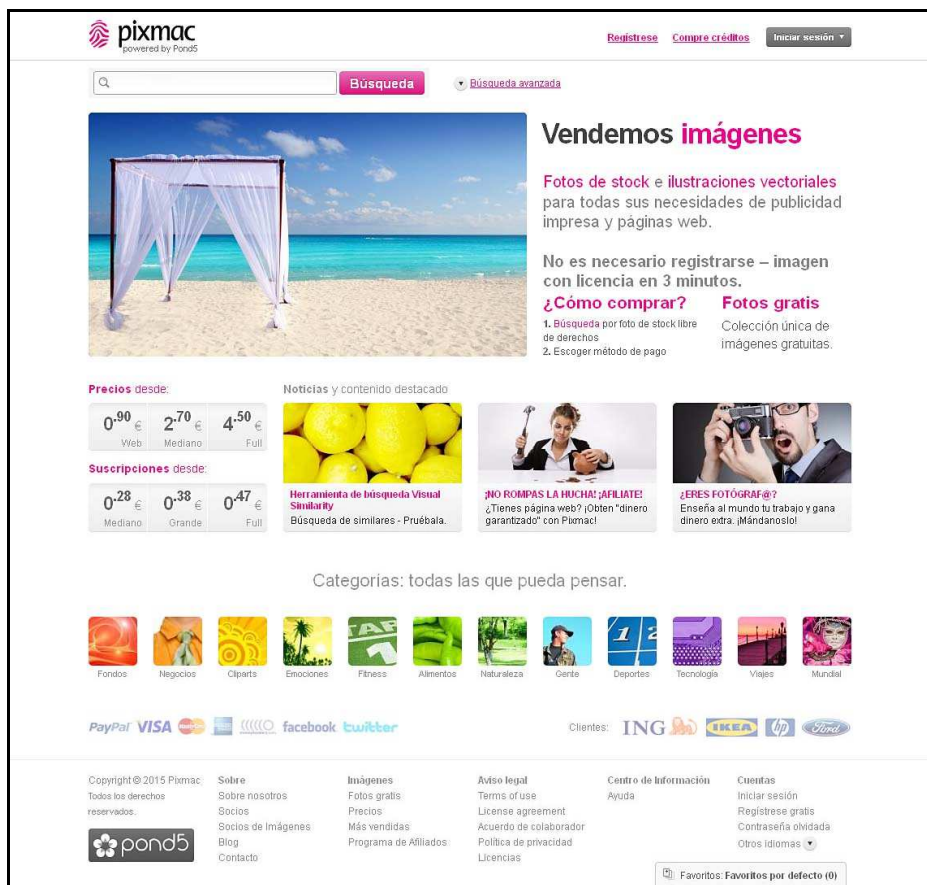 pixmac
powered by Pond5
Regístrese Compre créditos Iniciar sesión
Búsqueda Búsqueda avanzada
Vendemos imágenes
Fotos de stock e ilustraciones vectoriales
para todas sus necesidades de publicidad
impresa y páginas web.
No es necesario registrarse – imagen
con licencia en 3 minutos.
¿Cómo comprar?
1. Búsqueda por foto de stock libre
de derechos
2. Escoger método de pago
Fotos gratis
Colección única de
imágenes gratuitas.
Precios desde:
0.90 € 2.70 € 4.50 €
Web Mediano Full
Suscripciones desde:
0.28 € 0.38 € 0.47 €
Mediano Grande Full
Noticias y contenido destacado
Herramienta de búsqueda Visual
Similarity
Búsqueda de similares - Pruébala.
¡NO ROMPAS LA HUCHA! ¡AFILIATE!
¿Tienes página web? ¡Obten "dinero
garantizado" con Pixmac!
¿ERES FOTÓGRAF@?
Enseña al mundo tu trabajo y gana
dinero extra. ¡Mándanoslo!
Categorías: todas las que pueda pensar.
TAR
1
1 2
Fondos Negocios Cliparts Emociones Fitness Alimentos Naturaleza Gente Deportes Tecnología Viajes Mundial
PayPal VISA facebook twitter
Clientes: ING IKEA hp Ford
Copyright © 2015 Pixmac
Todos los derechos
reservados.
pond5
Sobre
Sobre nosotros
Socios
Socios de Imágenes
Blog
Contacto
Imágenes
Fotos gratis
Precios
Más vendidas
Programa de Afiliados
Aviso legal
Terms of use
License agreement
Acuerdo de colaborador
Política de privacidad
Licencias
Centro de Información
Ayuda
Cuentas
Iniciar sesión
Regístrese gratis
Contraseña olvidada
Otros idiomas
Favoritos: Favoritos por defecto (0)